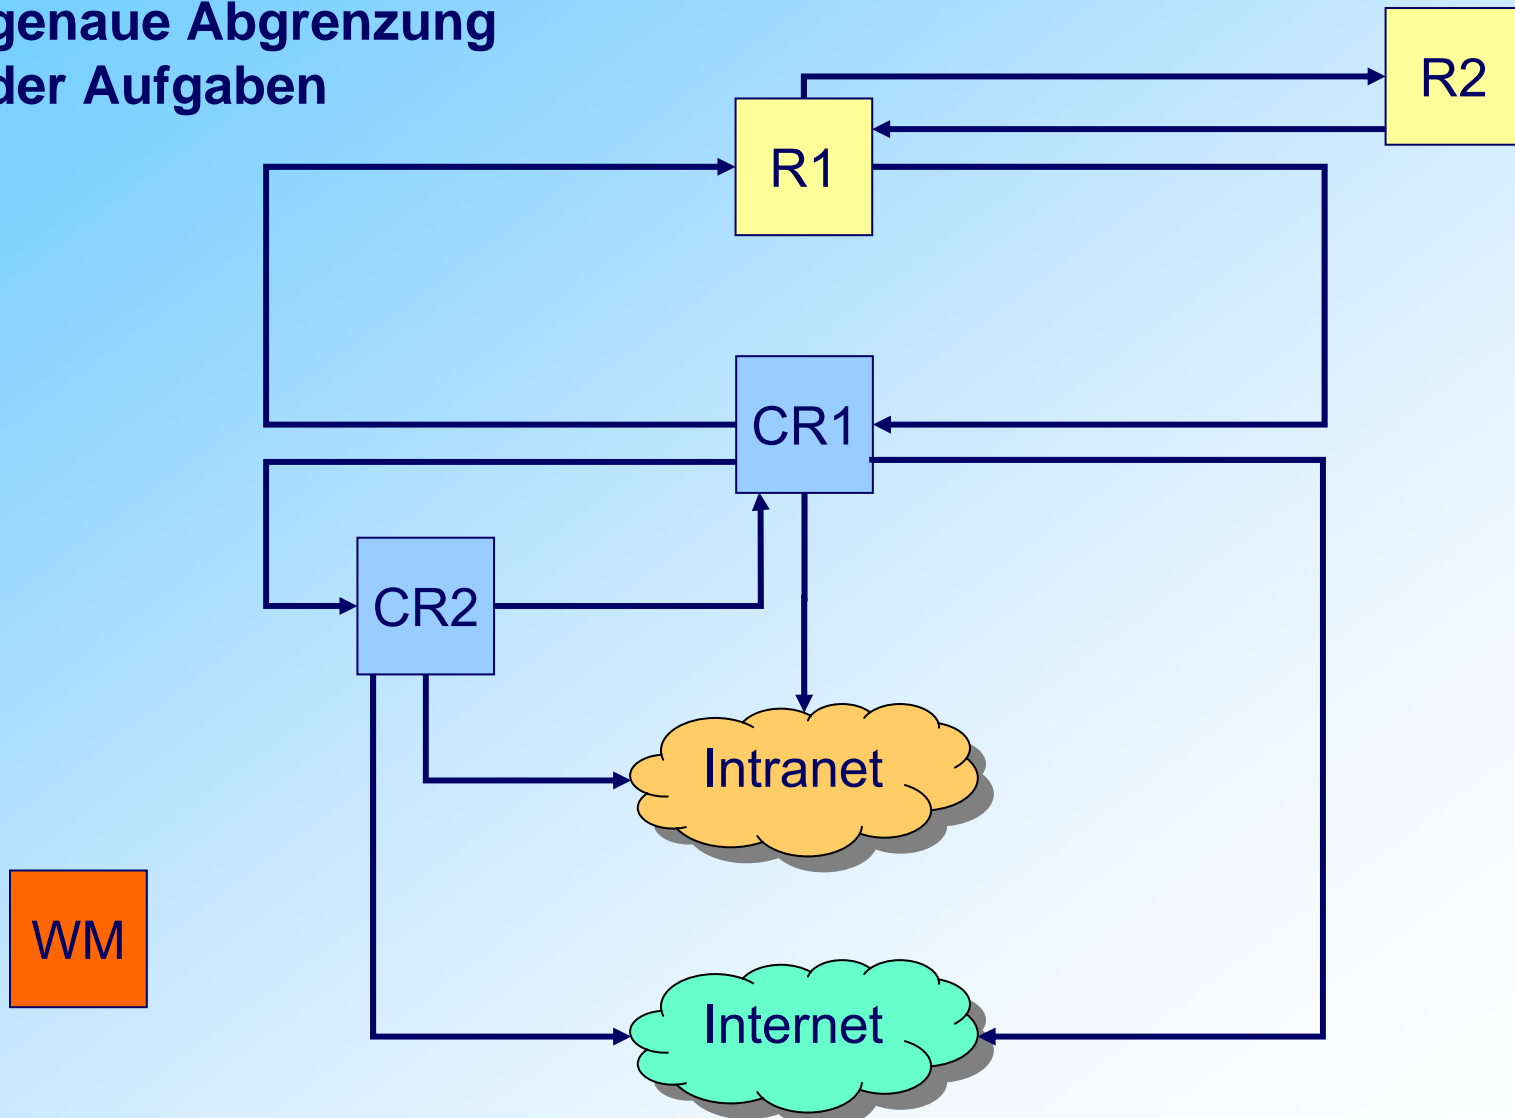 genaue Abgrenzung
der Aufgaben
R2
R1
CR1
CR2
Intranet
WM
Internet